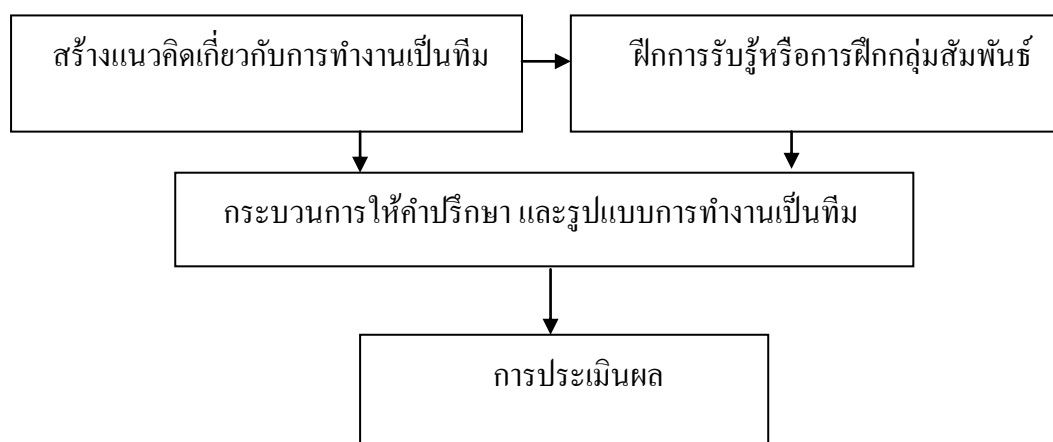 สร้างแนวคิดเกี่ยวกับการทำงานเป็นทีม
ฝึกการรับรู้หรือการฝึกกลุ่มสัมพันธ์
กระบวนการให้คำปรึกษา และรูปแบบการทำงานเป็นทีม
การประเมินผล